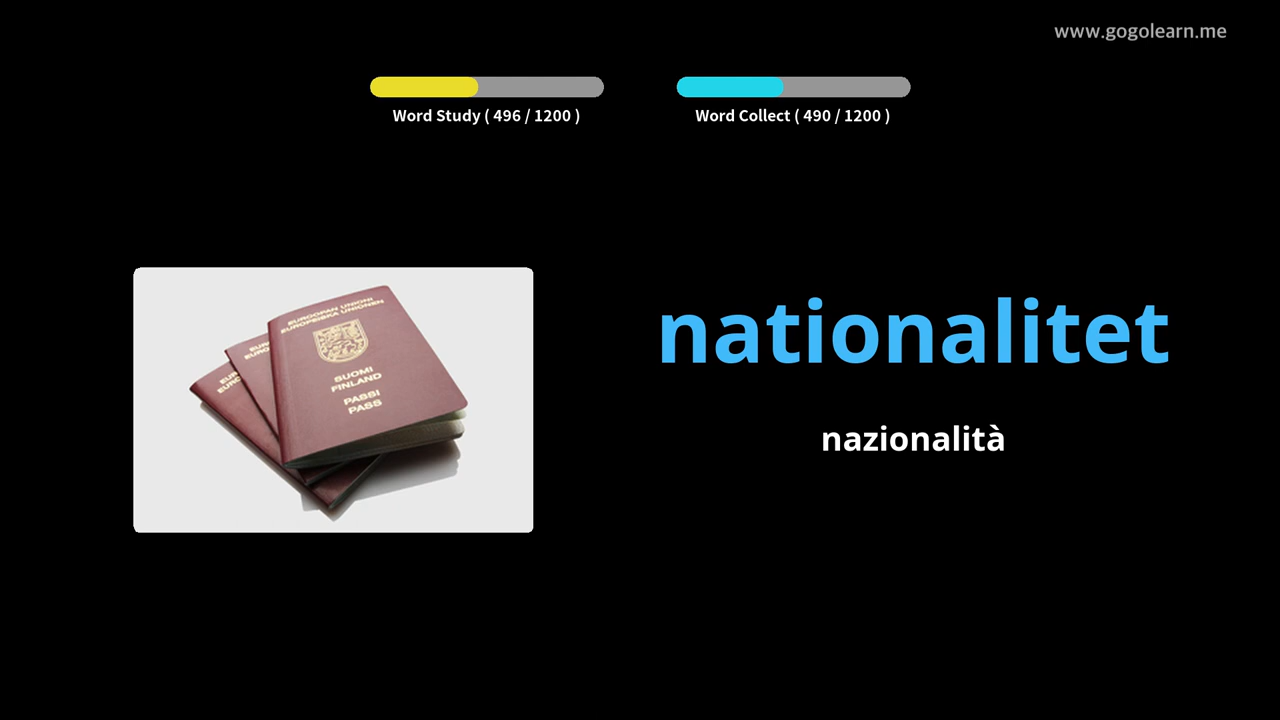 www.gogolearn.me
Word Study ( 496 / 1200 )
Word Collect ( 490 / 1200 )
EUROOPAN UNIONI
EUROPEISKA UNIONEN
SUOMI
FINLAND
PASSI
PASS
nationalitet
nazionalità